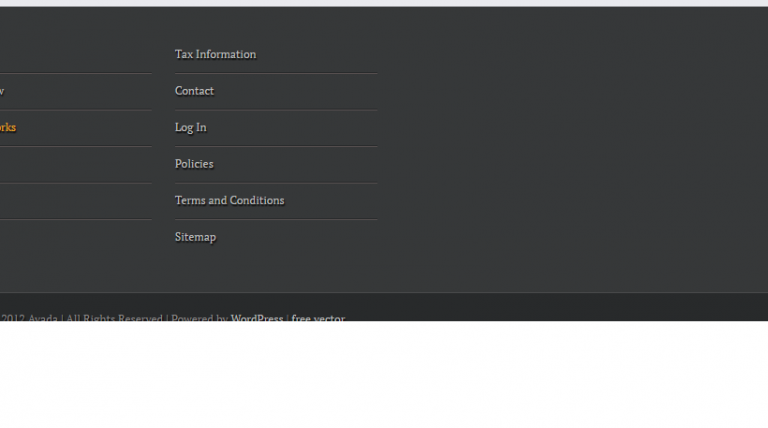 Tax Information
Contact
orks
Log In
Policies
Terms and Conditions
Sitemap
2017 Avada | All Rights Reserved | Powered by WordPress | free vector